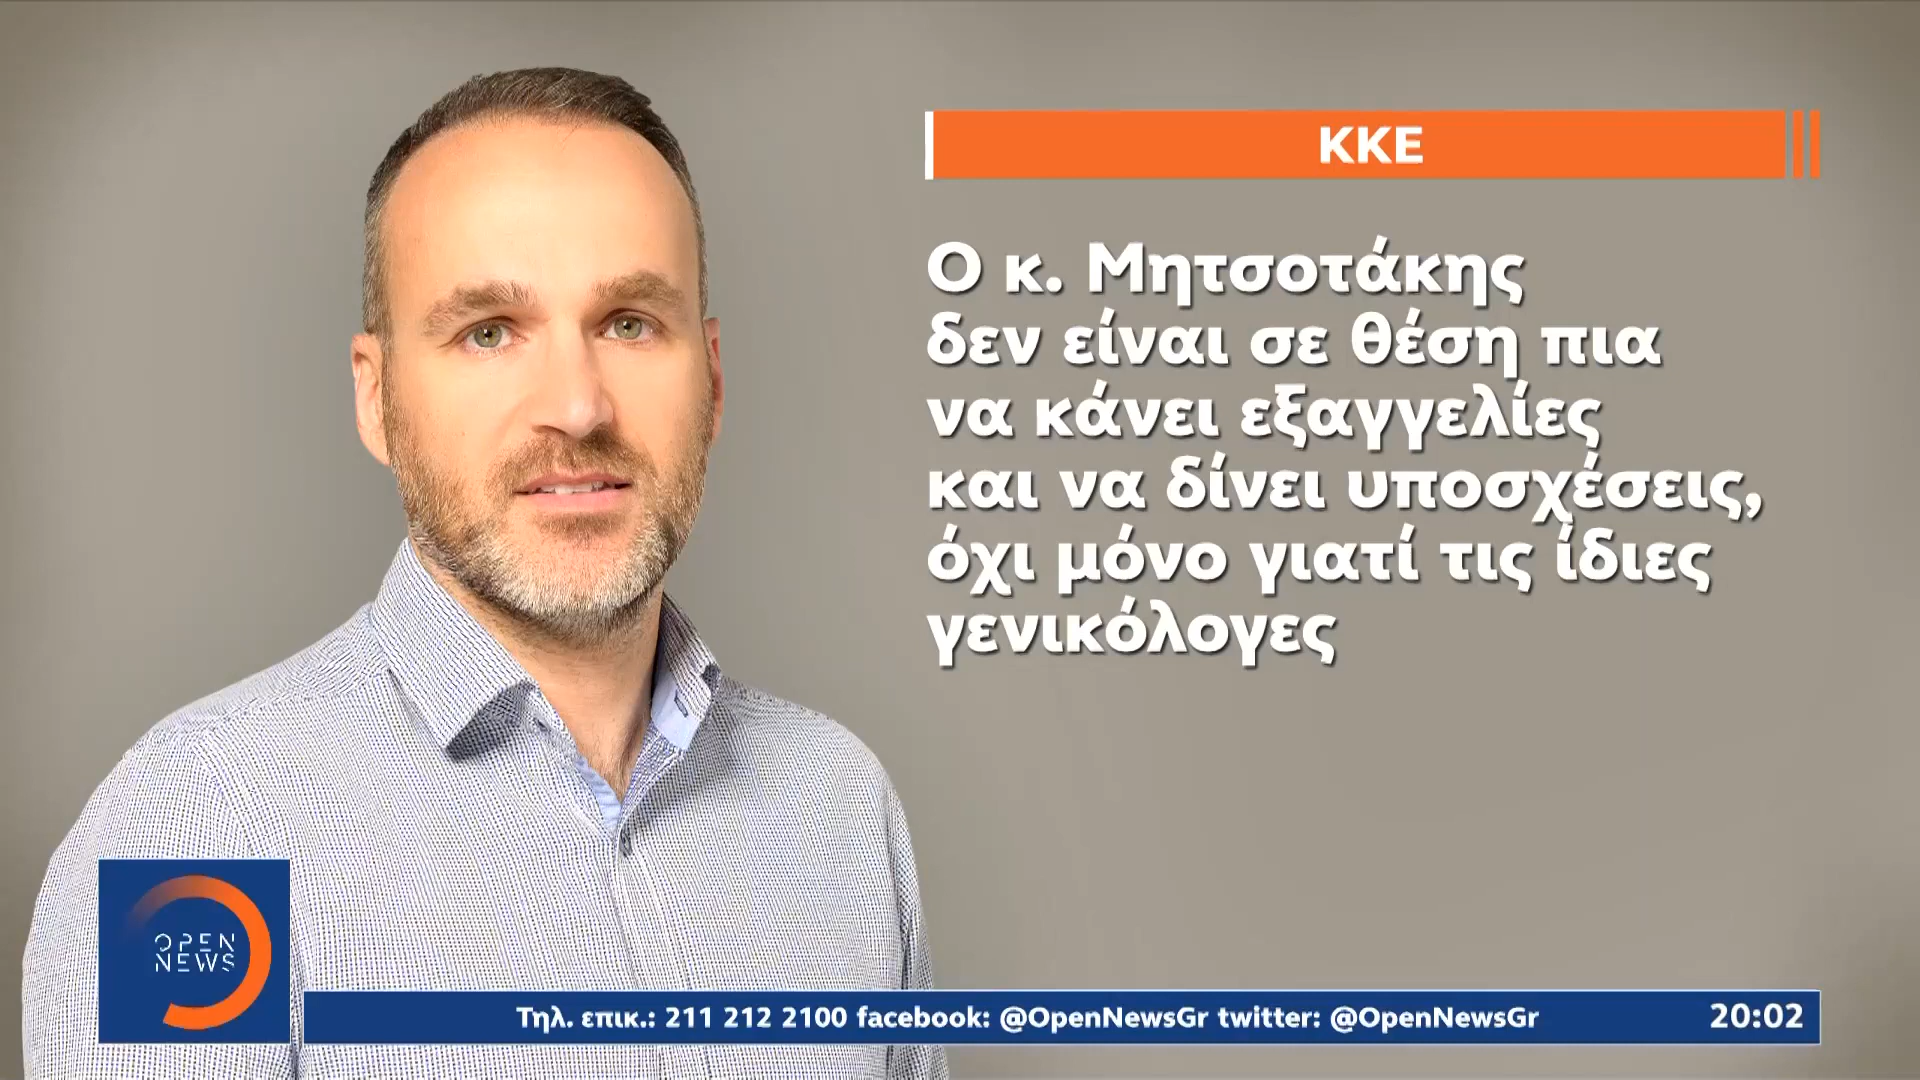 ΚΚΕ
Ο κ. Μητσοτάκης
δεν είναι σε θέση πια
να κάνει εξαγγελίες
και να δίνει υποσχέσεις,
όχι μόνο γιατί τις ίδιες
γενικόλογες
OPEN
NEWS
Τηλ. επικ.: 211 212 2100 facebook: @OpenNewsGr twitter: @OpenNewsGr
20:02